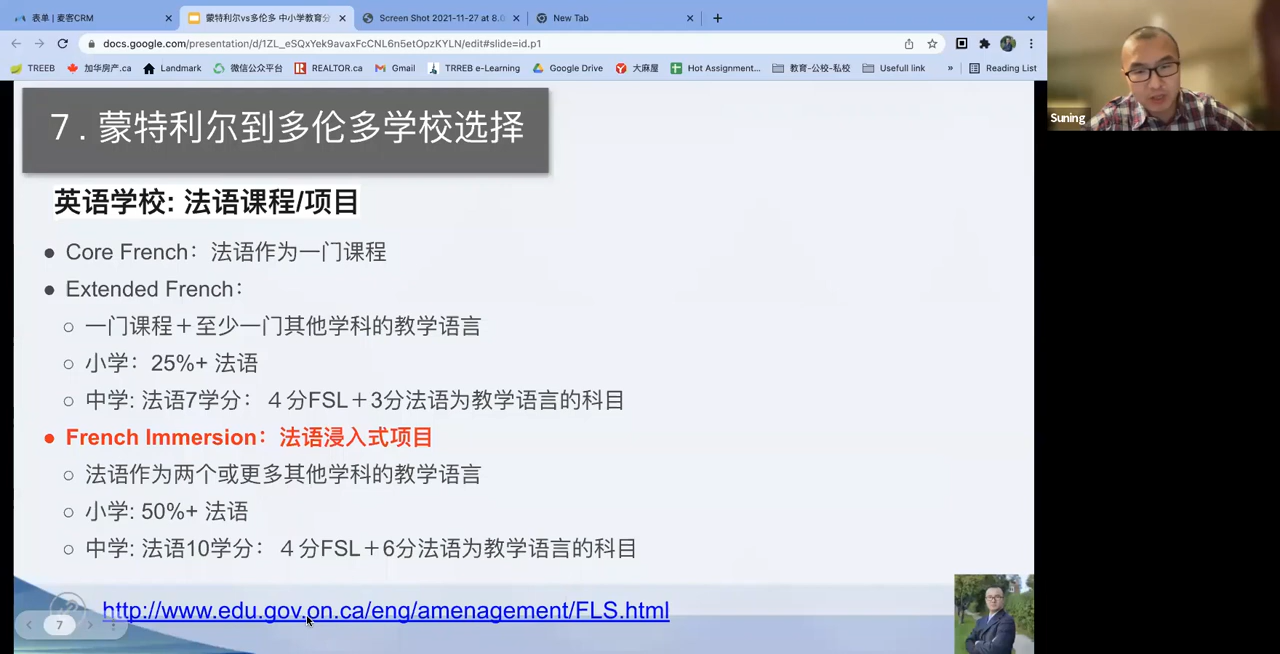 表单 | 麦客CRM
蒙特利尔vs多伦多 中小学教育分
Screen Shot 2021-11-27 at 8.0
New Tab
docs.google.com/presentation/d/1ZL_eSQxYek9avaxFcCNL6n5etOpzKYLN/edit#slide=id.p1
TREEB
加华房产.ca
Landmark
微信公众平台
REALTOR.ca
Gmail
TRREB e-Learning
Google Drive
大麻屋
Hot Assignment...
教育-公校-私校
Usefull link
»
Reading List
7 . 蒙特利尔到多伦多学校选择
英语学校: 法语课程/项目
● Core French：法语作为一门课程
● Extended French：
○ 一门课程＋至少一门其他学科的教学语言
○ 小学：25%+ 法语
○ 中学: 法语7学分：４分FSL＋3分法语为教学语言的科目
● French Immersion：法语浸入式项目
○ 法语作为两个或更多其他学科的教学语言
○ 小学: 50%+ 法语
○ 中学: 法语10学分：４分FSL＋6分法语为教学语言的科目
http://www.edu.gov.on.ca/eng/amenagement/FLS.html
7
Suning